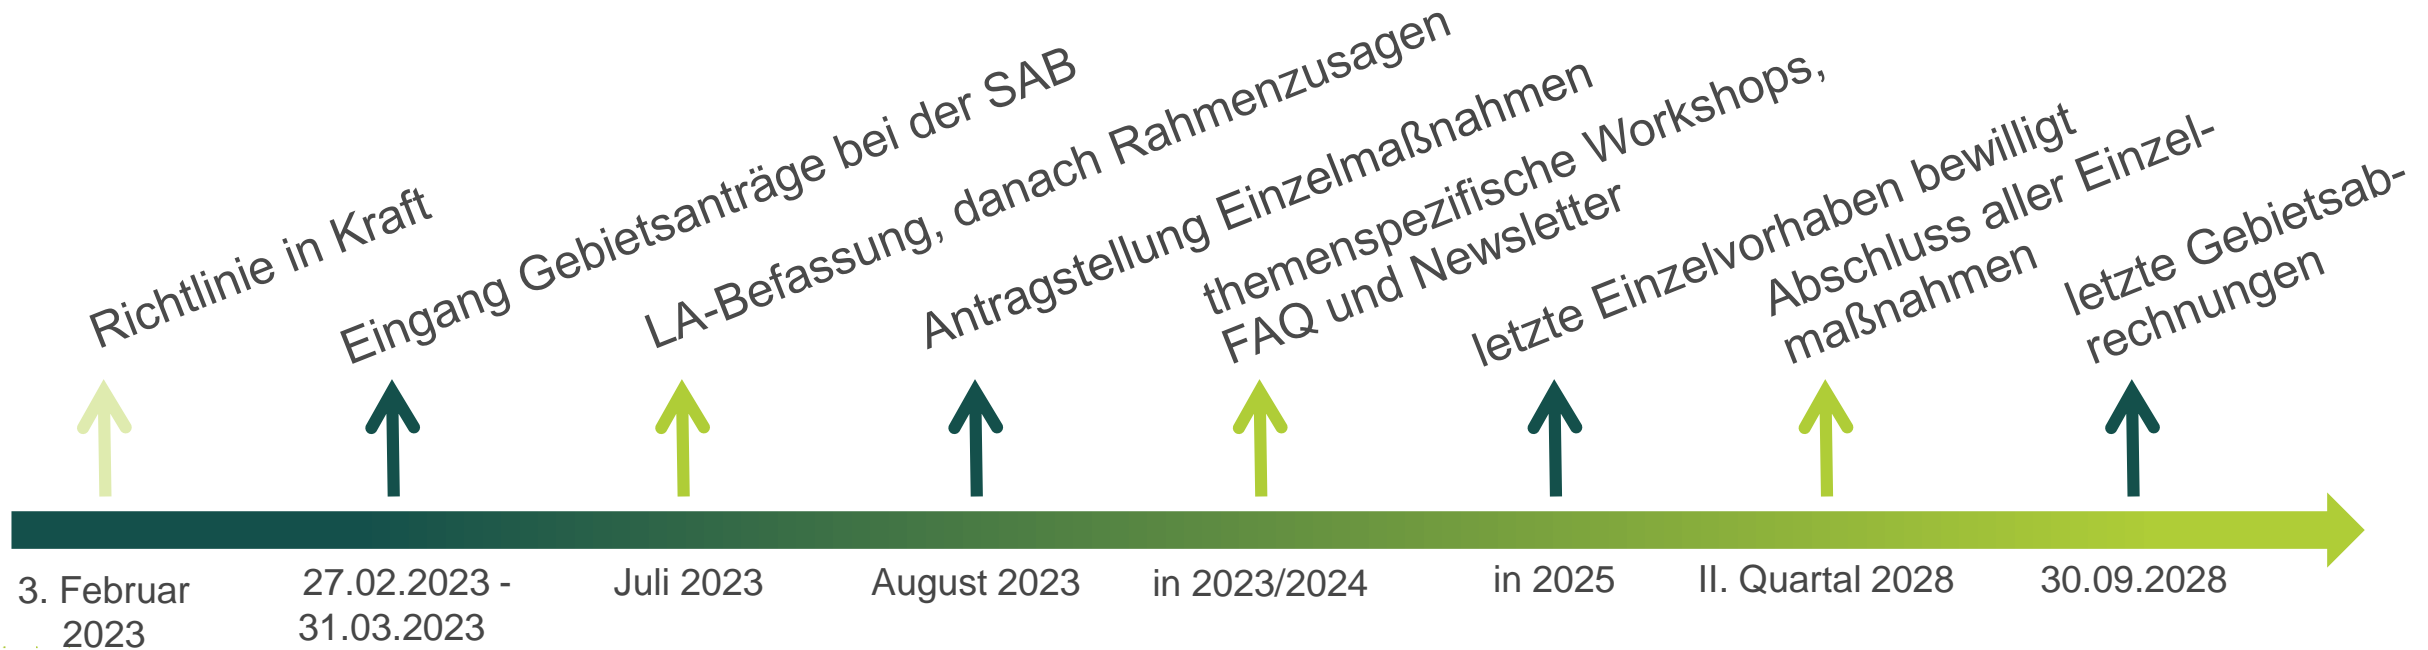 Richtlinie in Kraft
Eingang Gebietsanträge bei der SAB
LA-Befassung, danach Rahmenzusagen
Antragstellung Einzelmaßnahmen
themenspezifische Workshops,
FAQ und Newsletter
letzte Einzelvorhaben bewilligt
Abschluss aller Einzel-
maßnahmen
letzte Gebietsab-
rechnungen
3. Februar
2023
27.02.2023 -
31.03.2023
Juli 2023
August 2023
in 2023/2024
in 2025
II. Quartal 2028
30.09.2028